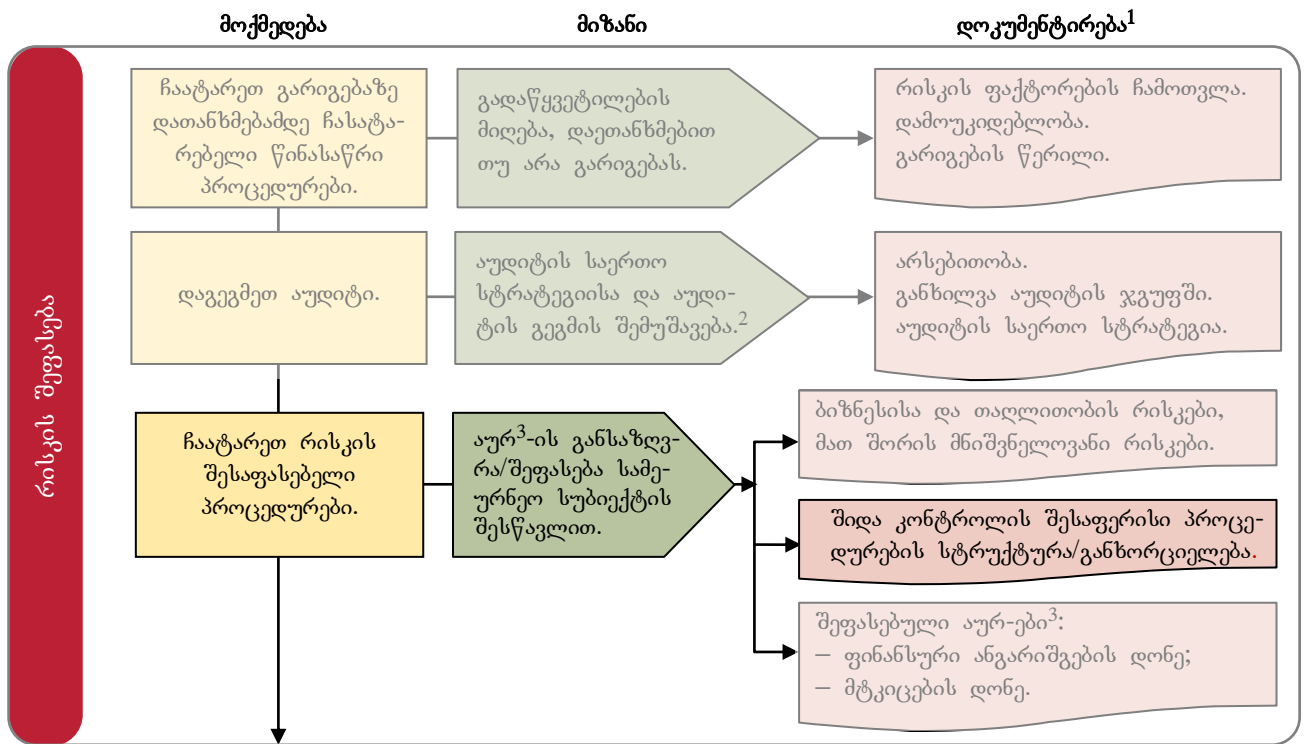 მოქმედება
მიზანი
დოკუმენტირება1
რისკის შეფასება
ჩაატარეთ გარიგებაზე
დათანხმებამდე ჩასატა-
რებელი წინასაწრი
პროცედურები.
გადაწყვეტილების
მიღება, დაეთანხმებით
თუ არა გარიგებას.
რისკის ფაქტორების ჩამოთვლა.
დამოუკიდებლობა.
გარიგების წერილი.
დაგეგმეთ აუდიტი.
აუდიტის საერთო
სტრატეგიისა და აუდი-
ტის გეგმის შემუშავება.2
არსებითობა.
განხილვა აუდიტის ჯგუფში.
აუდიტის საერთო სტრატეგია.
ჩაატარეთ რისკის
შესაფასებელი
პროცედურები.
აურ3-ის განსაზღვ-
რა/შეფასება სამე-
ურნეო სუბიექტის
შესწავლით.
ბიზნესისა და თაღლითობის რისკები,
მათ შორის მნიშვნელოვანი რისკები.
შიდა კონტროლის შესაფერისი პროცე-
დურების სტრუქტურა/განხორციელება.
შეფასებული აურ-ები3:
– ფინანსური ანგარიშგების დონე;
– მტკიცების დონე.